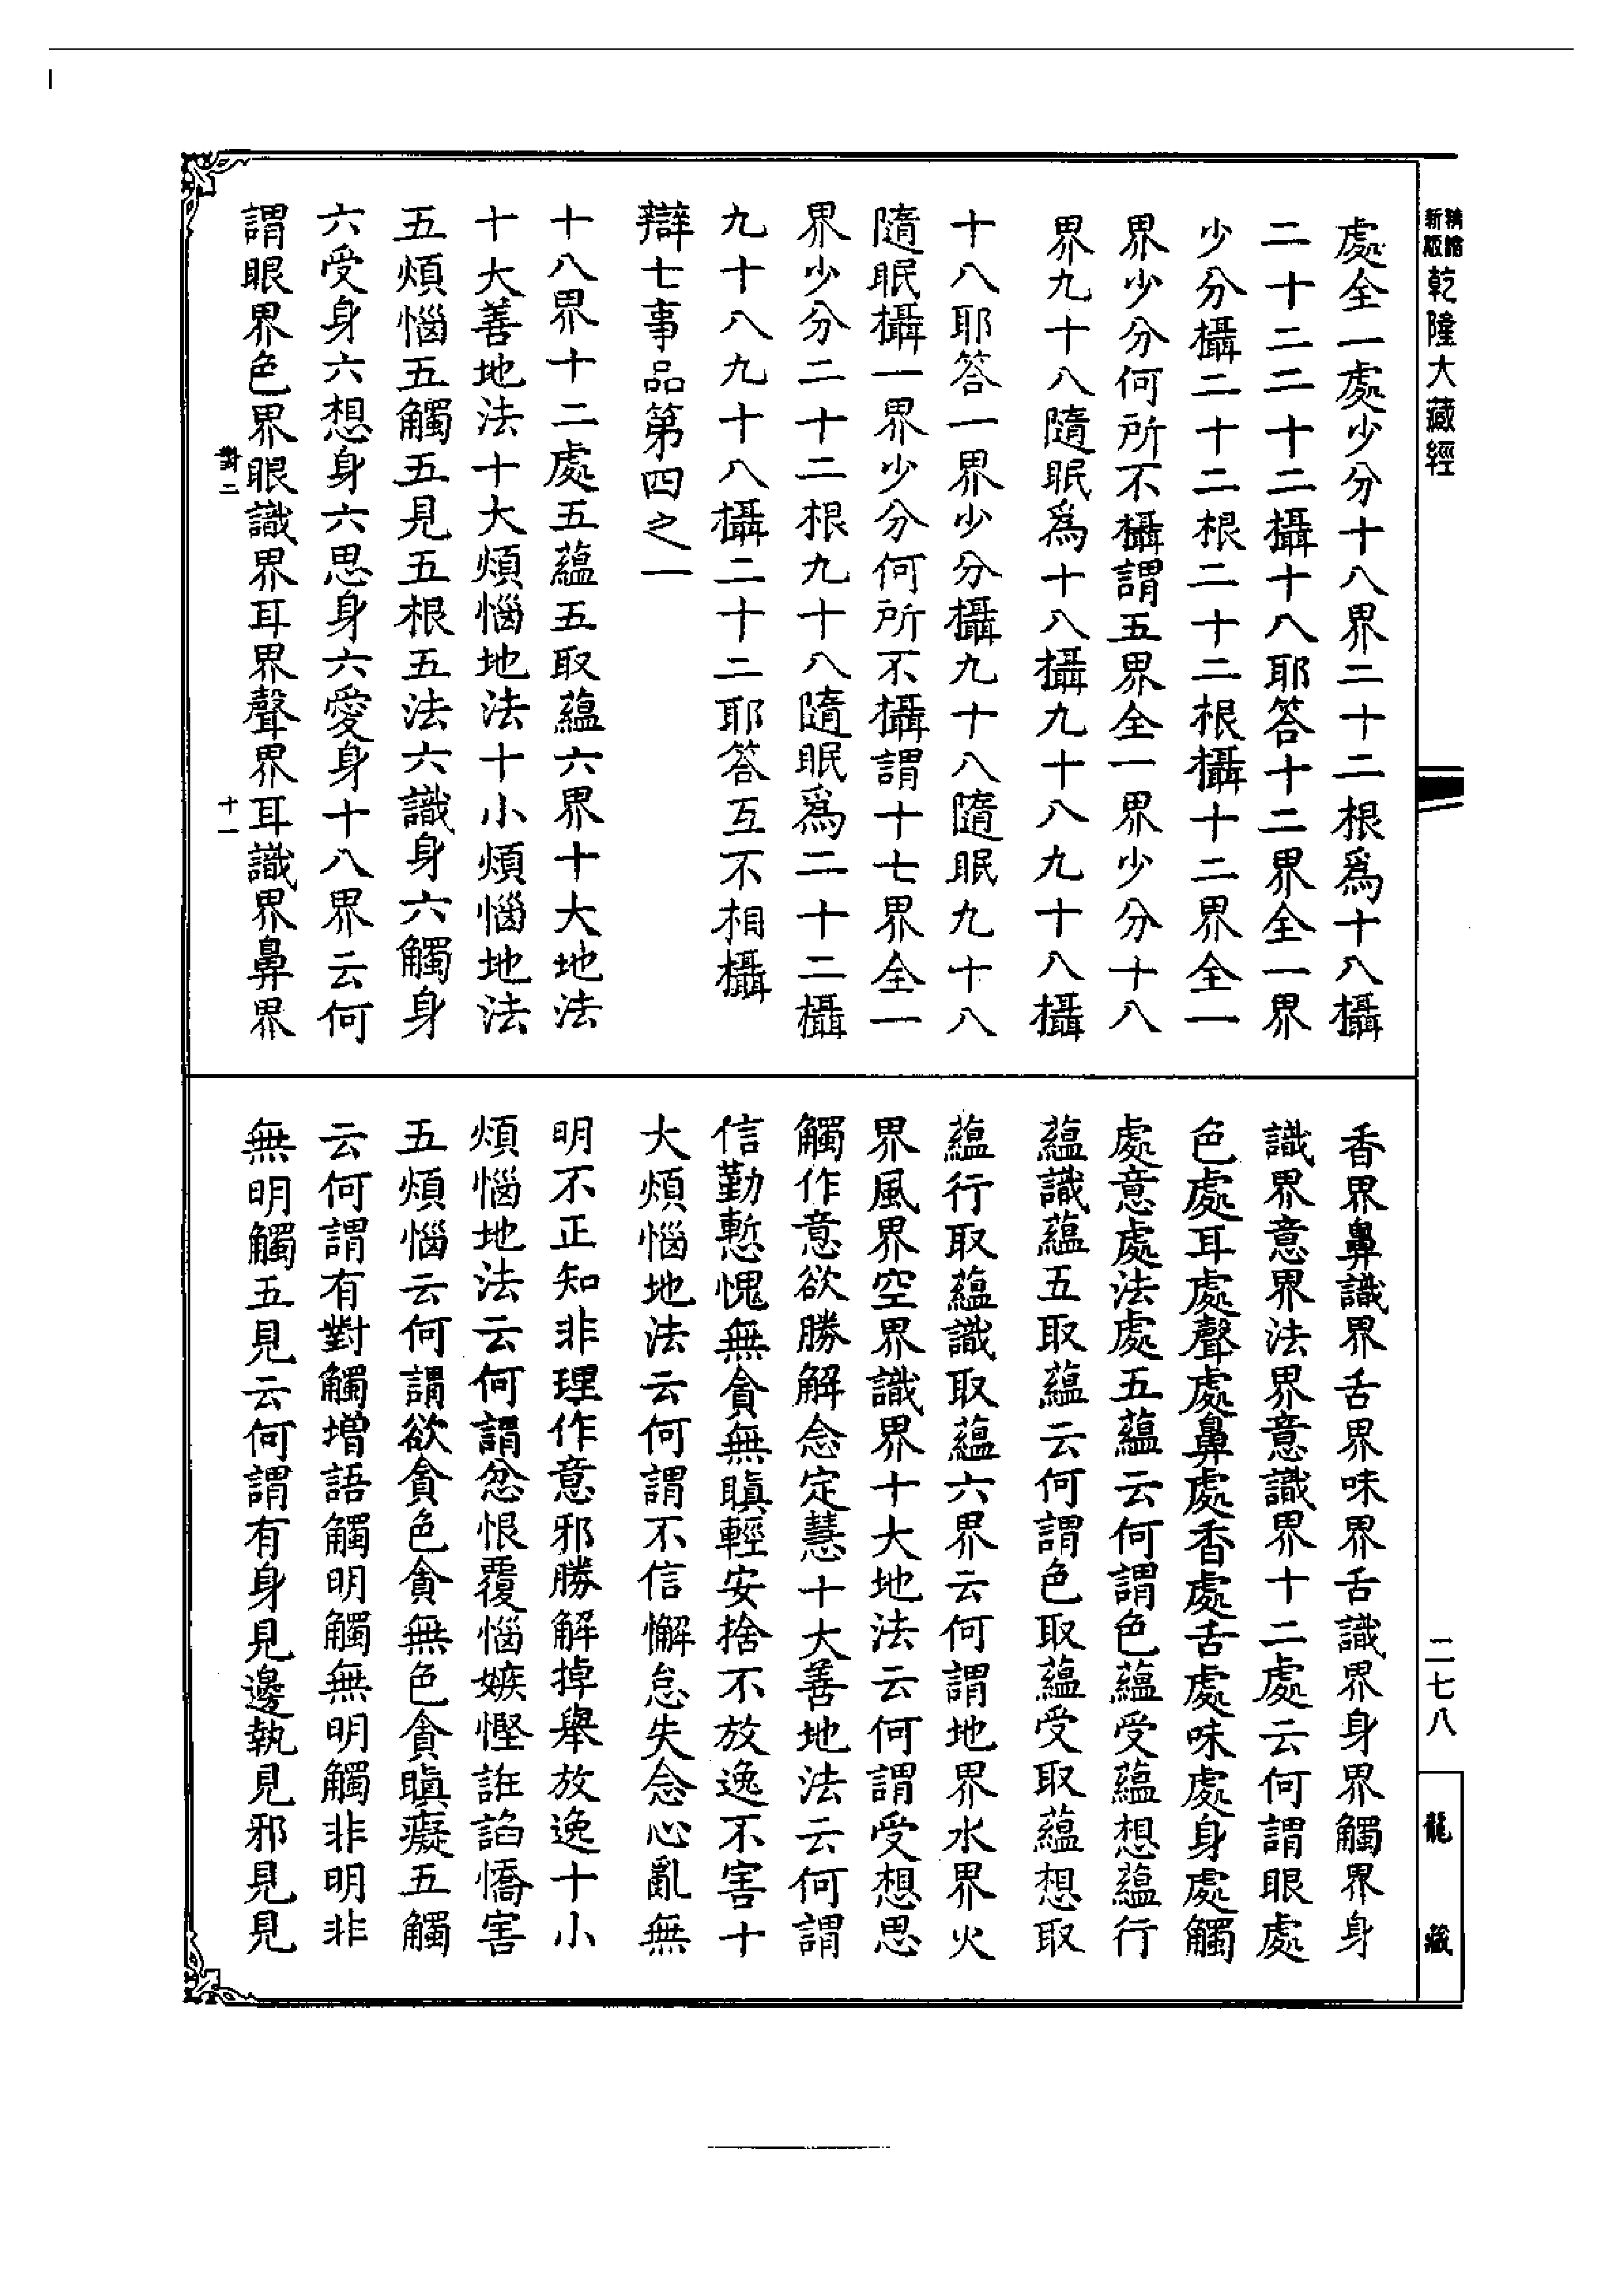 精縮新版乾隆大藏經
處全一處少分十八界二十二根爲十八攝
二十二二十二攝十八耶答十二界全一界
少分攝二十二根二十二根攝十二界全一
界少分何所不攝謂五界全一界少分十八
界九十八隨眠爲十八攝九十八九十八攝
十八耶答一界少分攝九十八隨眠九十八
隨眠攝一界少分何所不攝謂十七界全一
界少分二十二根九十八隨眠爲二十二攝
九十八九十八攝二十二耶答互不相攝
辯七事品第四之一
十八界十二處五蘊五取蘊六界十大地法
十大善地法十大煩惱地法十小煩惱地法
五煩惱五觸五見五根五法六識身六觸身
六受身六想身六思身六愛身十八界云何
謂眼界色界眼識界耳界聲界耳識界鼻界
對二
十一
香界鼻識界舌界味界舌識界身界觸界身
識界意界法界意識界十二處云何謂眼處
色處耳處聲處鼻處香處舌處味處身處觸
處意處法處五蘊云何謂色蘊受蘊想蘊行
蘊識蘊五取蘊云何謂色取蘊受取蘊想取
蘊行取蘊識取蘊六界云何謂地界水界火
界風界空界識界十大地法云何謂受想思
觸作意欲勝解念定慧十大善地法云何謂
信勤慙愧無貪無瞋輕安捨不放逸不害十
大煩惱地法云何謂不信懈怠失念心亂無
明不正知非理作意邪勝解掉舉放逸十小
煩惱地法云何謂忿恨覆惱嫉慳誑諂憍害
五煩惱云何謂欲貪色貪無色貪瞋癡五觸
云何謂有對觸增語觸明觸無明觸非明非
無明觸五見云何謂有身見邊執見邪見見
二七八
龍藏